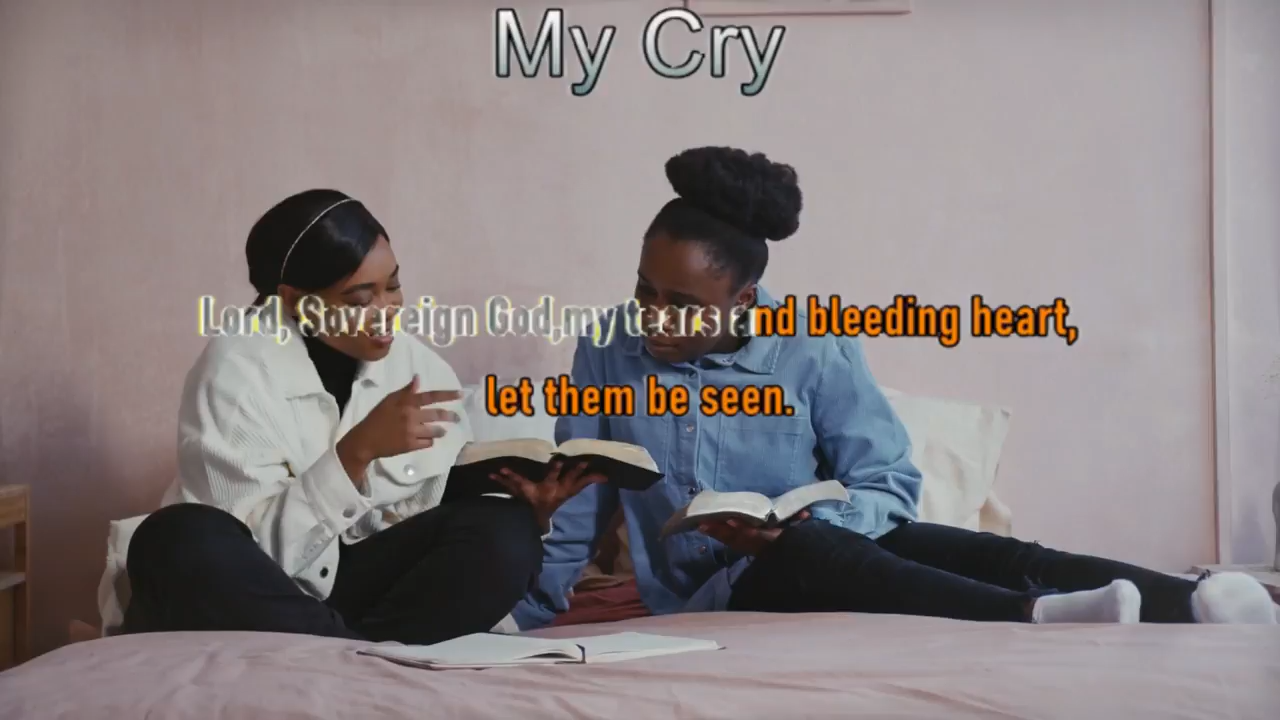 My Cry
Lord, Sovereign God,my tears and bleeding heart,
let them be seen.